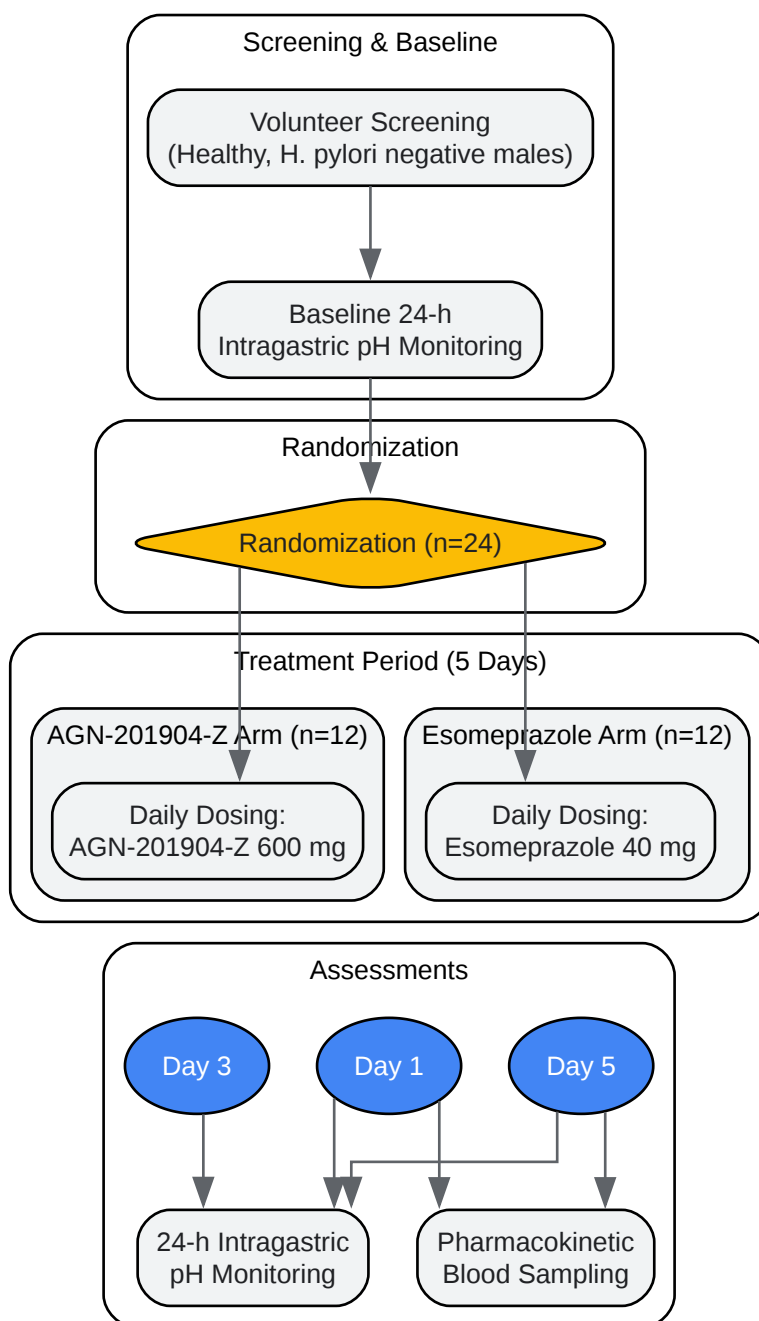 Screening & Baseline
Volunteer Screening
(Healthy, H. pylori negative males)
Baseline 24-h
Intragastric pH Monitoring
Randomization
Randomization (n=24)
Treatment Period (5 Days)
AGN-201904-Z Arm (n=12)
Daily Dosing:
AGN-201904-Z 600 mg
Esomeprazole Arm (n=12)
Daily Dosing:
Esomeprazole 40 mg
Assessments
Day 3
Day 1
Day 5
24-h Intragastric
pH Monitoring
Pharmacokinetic
Blood Sampling